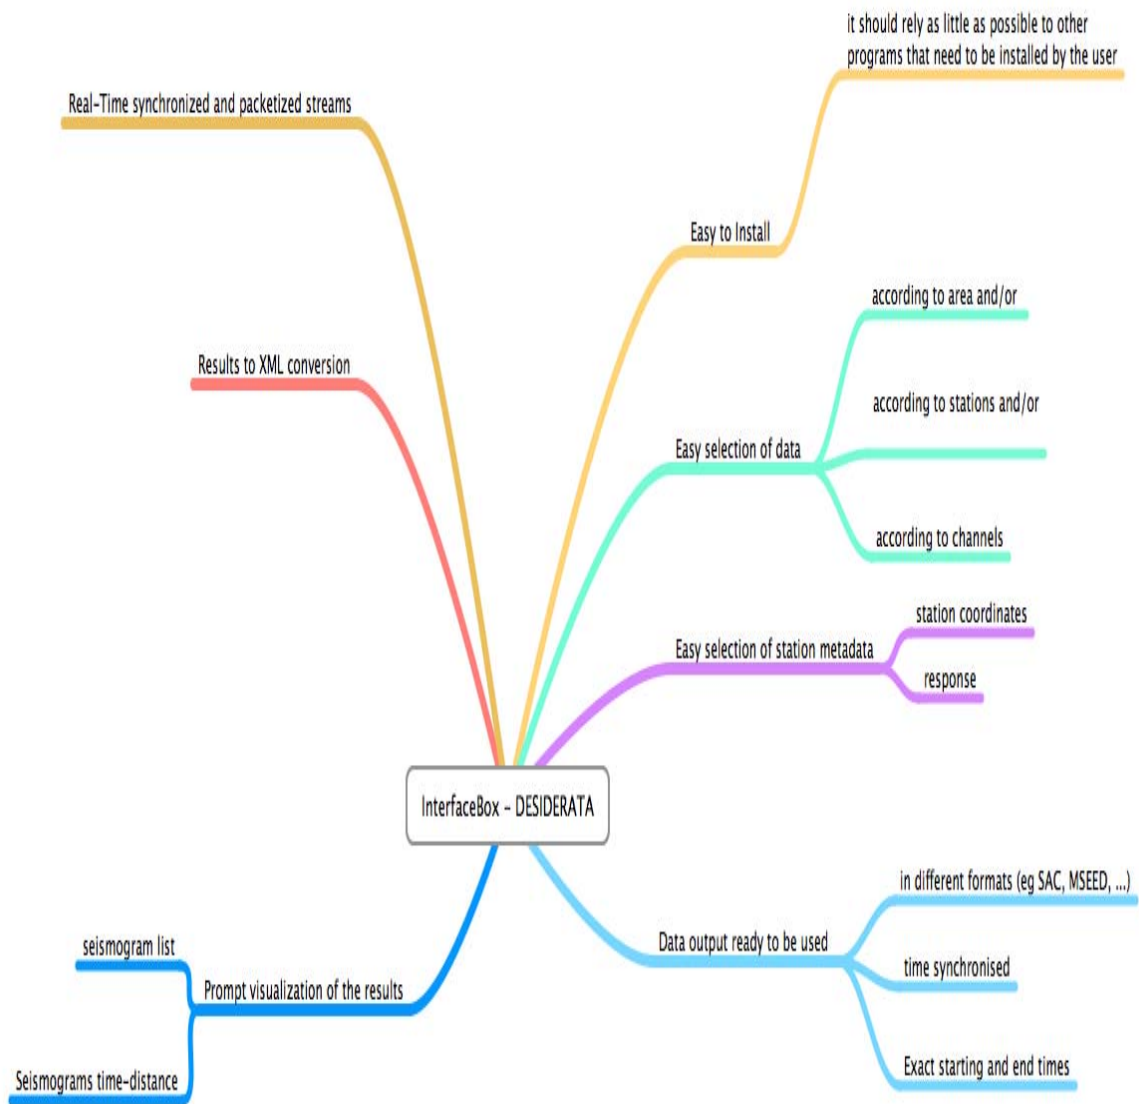 it should rely as little as possible to other
programs that need to be installed by the user
Real-Time synchronized and packetized streams
Easy to Install
according to area and/or
Results to XML conversion
according to stations and/or
Easy selection of data
according to channels
station coordinates
Easy selection of station metadata
response
InterfaceBox - DESIDERATA
in different formats (eg SAC, MSEED, ...)
Data output ready to be used
seismogram list
time synchronised
Prompt visualization of the results
Exact starting and end times
Seismograms time-distance